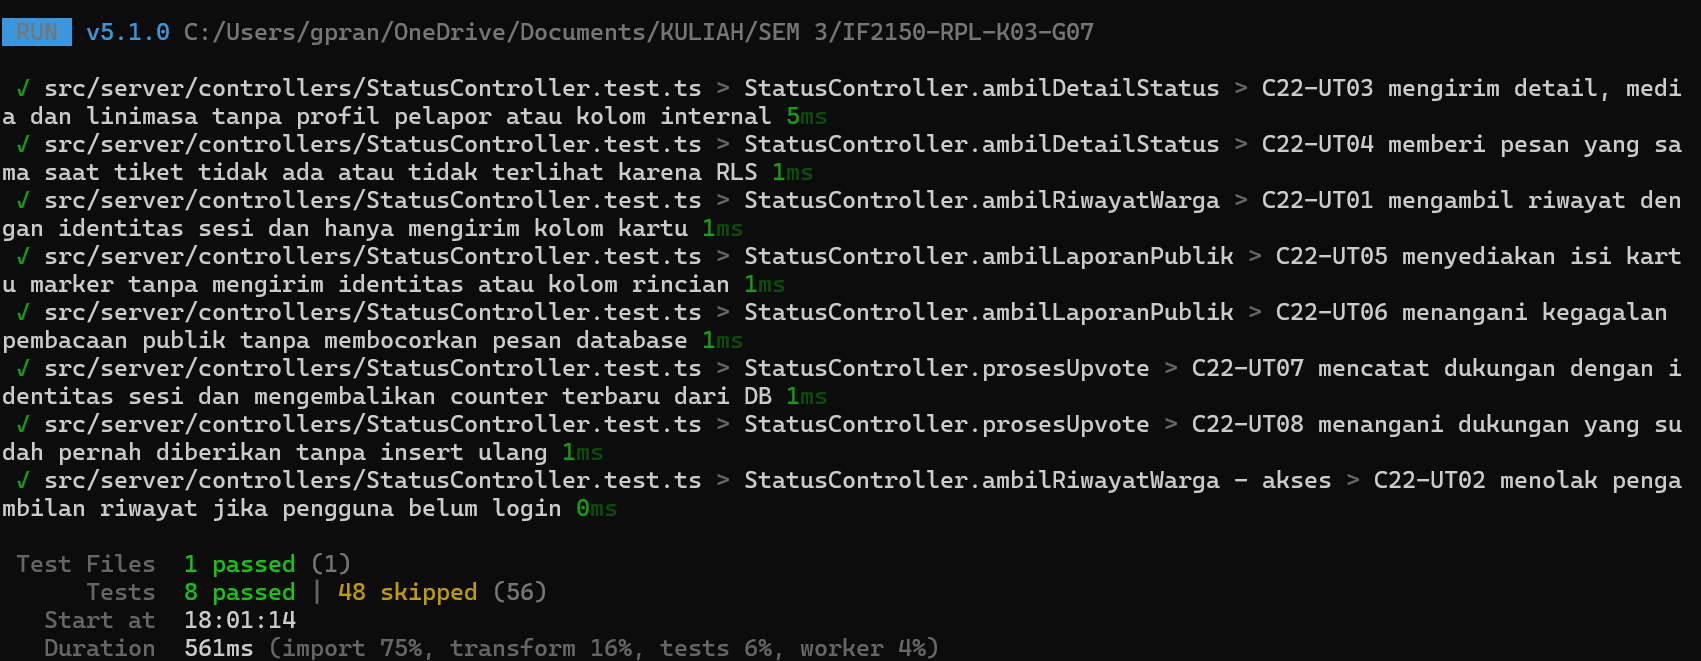 RUN v5.1.0 C:/Users/gpran/OneDrive/Documents/KULIAH/SEM 3/IF2150-RPL-K03-G07
√ src/server/controllers/StatusController.test.ts > StatusController.ambilDetailStatus > C22-UT03 mengirim detail, medi
a dan linimasa tanpa profil pelapor atau kolom internal 5ms
√ src/server/controllers/StatusController.test.ts > StatusController.ambilDetailStatus > C22-UT04 memberi pesan yang sa
ma saat tiket tidak ada atau tidak terlihat karena RLS 1ms
√ src/server/controllers/StatusController.test.ts > StatusController.ambilRiwayatWarga > C22-UT01 mengambil riwayat den
gan identitas sesi dan hanya mengirim kolom kartu 1ms
√ src/server/controllers/StatusController.test.ts > StatusController.ambilLaporanPublik > C22-UT05 menyediakan isi kart
u marker tanpa mengirim identitas atau kolom rincian 1ms
√ src/server/controllers/StatusController.test.ts > StatusController.ambilLaporanPublik > C22-UT06 menangani kegagalan
pembacaan publik tanpa membocorkan pesan database 1ms
√ src/server/controllers/StatusController.test.ts > StatusController.prosesUpvote > C22-UT07 mencatat dukungan dengan i
dentitas sesi dan mengembalikan counter terbaru dari DB 1ms
√ src/server/controllers/StatusController.test.ts > StatusController.prosesUpvote > C22-UT08 menangani dukungan yang su
dah pernah diberikan tanpa insert ulang 1ms
√ src/server/controllers/StatusController.test.ts > StatusController.ambilRiwayatWarga - akses > C22-UT02 menolak penga
mbilan riwayat jika pengguna belum login 0ms
Test Files 1 passed (1)
Tests 8 passed | 48 skipped (56)
Start at 18:01:14
Duration 561ms (import 75%, transform 16%, tests 6%, worker 4%)